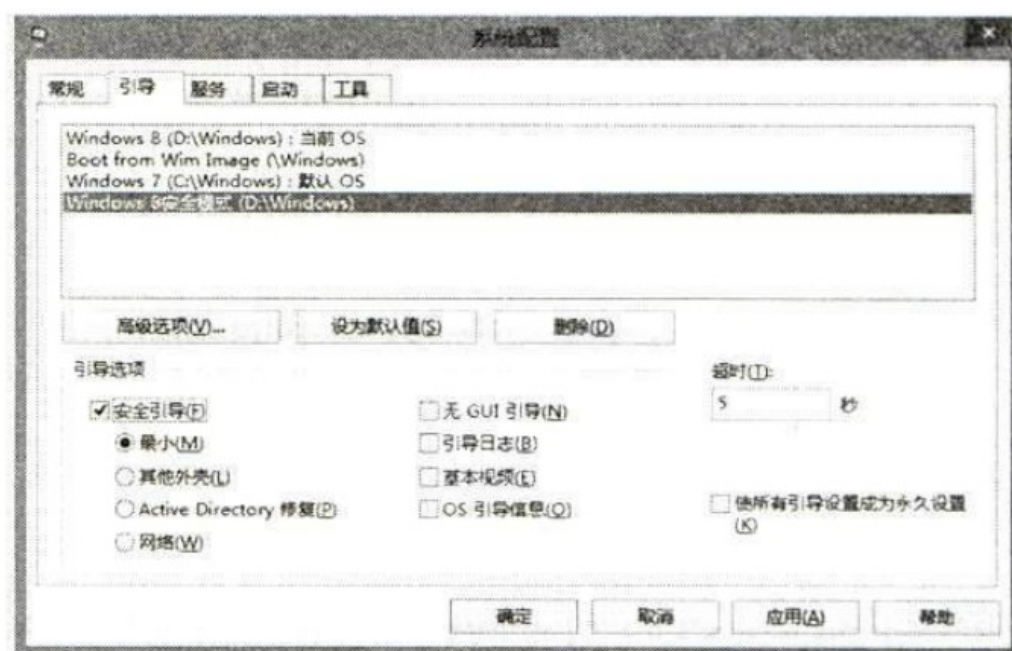 系统配置
常规 引导 服务 启动 工具
Windows 8 (D:\Windows) : 当前 OS
Boot from Wim Image (\Windows)
Windows 7 (C:\Windows) : 默认 OS
Windows 8安全模式 (D:\Windows)
高级选项(V)... 设为默认值(S) 删除(D)
引导选项
超时(T):
安全引导(F) 无 GUI 引导(N) 5 秒
最小(M) 引导日志(B)
其他外壳(L) 基本视频(E)
Active Directory 修复(P) OS 引导信息(O) 使所有引导设置成为永久设置
(K)
网络(W)
确定 取消 应用(A) 帮助